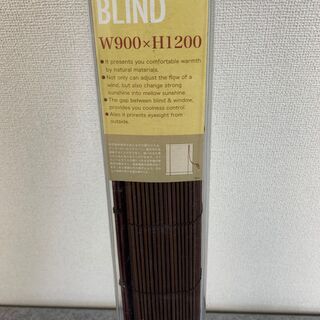 BLIND
W900×H1200
● It presents you comfortable warmth
by natural materials.
● Not only can adjust the flow of a
wind, but also change strong
sunshine into mellow sunshine.
● The gap between blind & window,
provides you coolness control.
● Also it prirents eyesight from
outside.